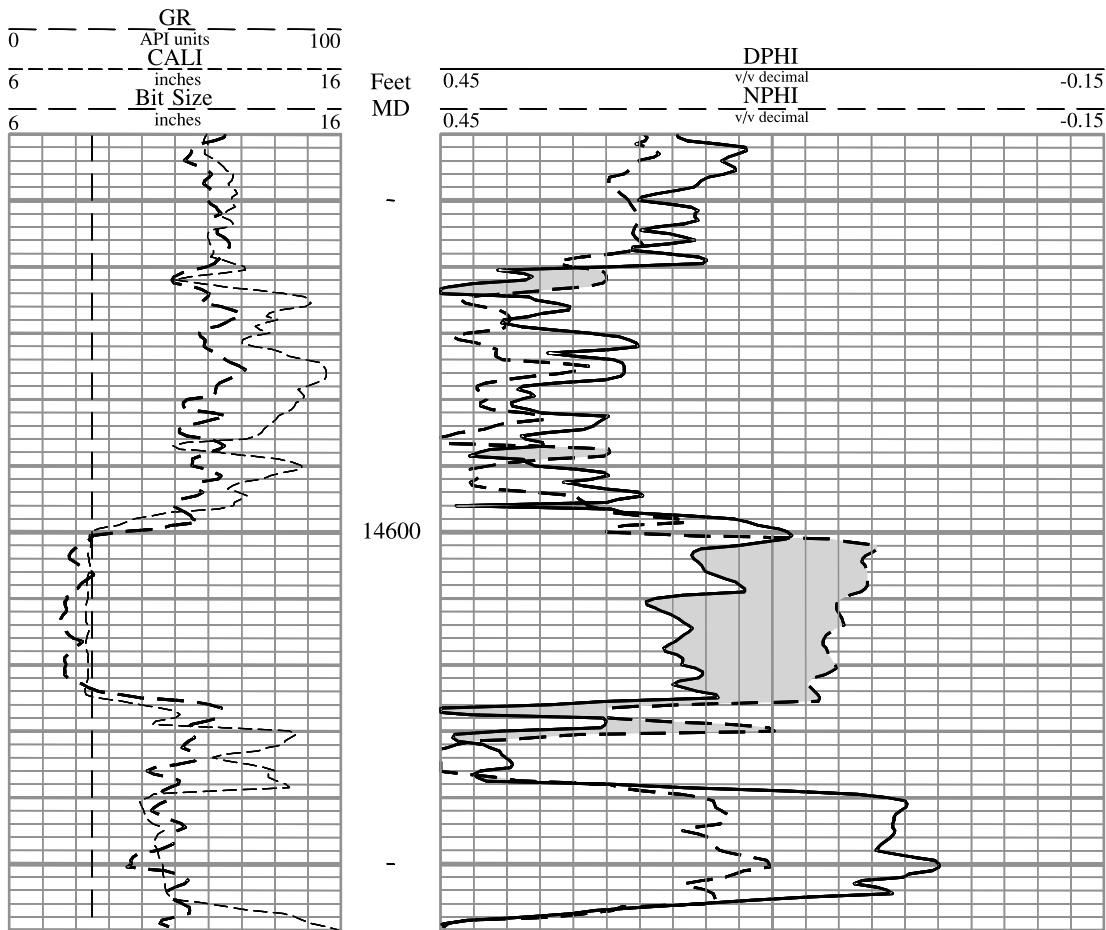 GR
0 API units 100
CALI
6 inches 16
Bit Size
6 inches 16
Feet
MD
DPHI
0.45 v/v decimal -0.15
NPHI
0.45 v/v decimal -0.15
-
14600
-